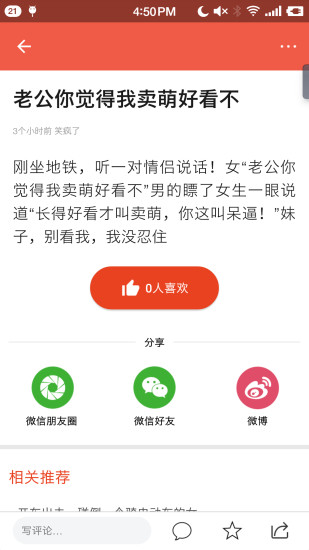 21 4:50PM
老公你觉得我卖萌好看不
3个小时前 笑疯了
刚坐地铁，听一对情侣说话！女“老公你
觉得我卖萌好看不”男的瞟了女生一眼说
道“长得好看才叫卖萌，你这叫呆逼！”妹
子，别看我，我没忍住
0人喜欢
分享
微信朋友圈 微信好友 微博
相关推荐
写评论...